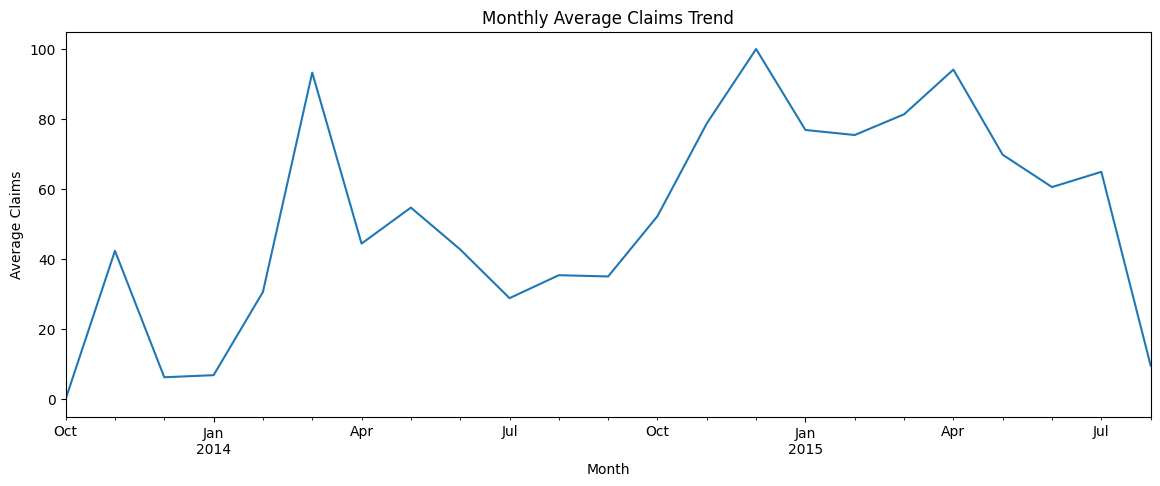 Monthly Average Claims Trend
Average Claims
100
80
60
40
20
0
Oct Jan Apr Jul Oct Jan Apr Jul
2014 2015
Month